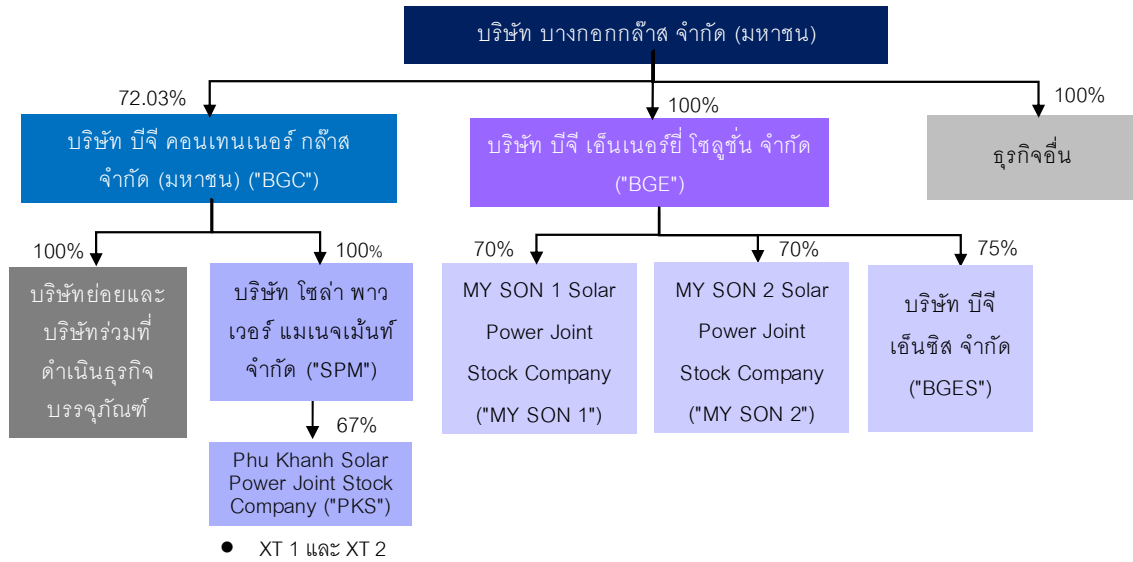 บริษัท บางกอกกล๊าส จำกัด (มหาชน)
72.03%
100%
100%
บริษัท บีจี คอนเทนเนอร์ กล๊าส
จำกัด (มหาชน) ("BGC")
บริษัท บีจี เอ็นเนอร์ยี่ โซลูชั่น จำกัด
("BGE")
ธุรกิจอื่น
100%
100%
70%
70%
75%
บริษัทย่อยและ
บริษัทร่วมที่
ดำเนินธุรกิจ
บรรจุภัณฑ์
บริษัท โซล่า พาว
เวอร์ แมเนจเม้นท์
จำกัด ("SPM")
MY SON 1 Solar
Power Joint
Stock Company
("MY SON 1")
MY SON 2 Solar
Power Joint
Stock Company
("MY SON 2")
บริษัท บีจี
เอ็นซิส จำกัด
("BGES")
67%
Phu Khanh Solar
Power Joint Stock
Company ("PKS")
● XT 1 และ XT 2